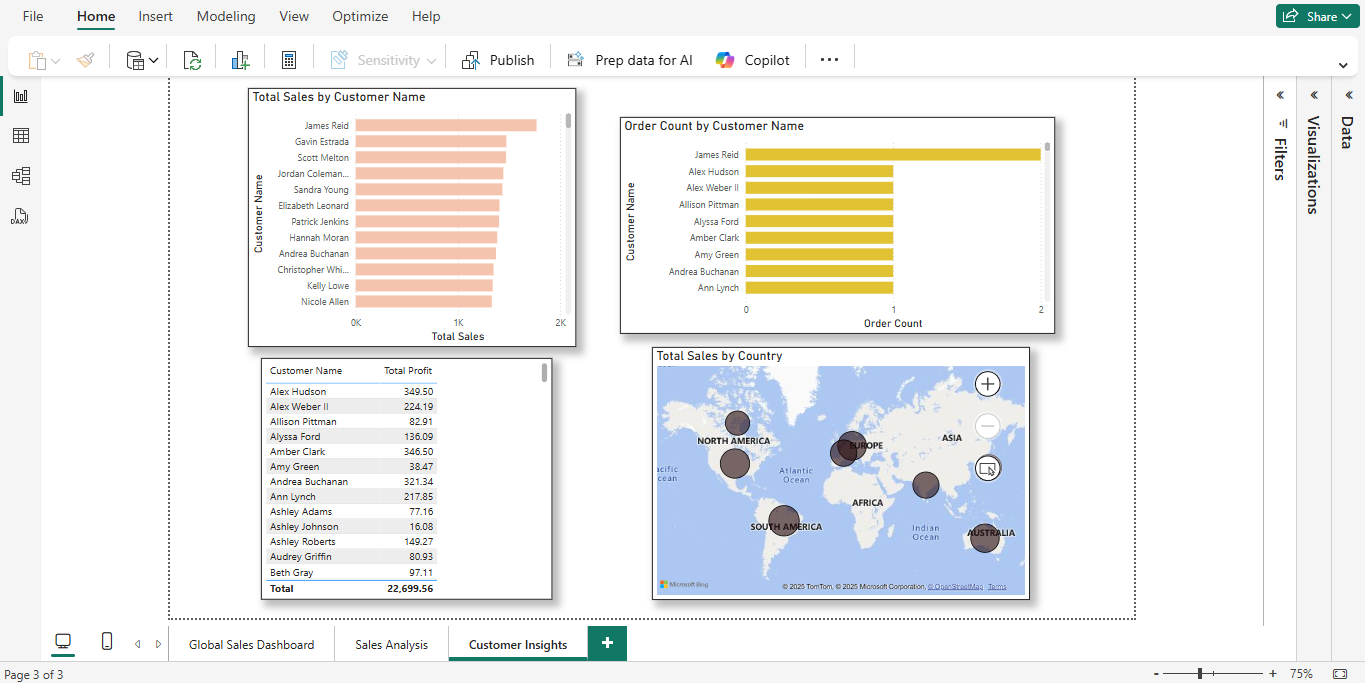 File Home Insert Modeling View Optimize Help Share
Sensitivity Publish Prep data for AI Copilot
Total Sales by Customer Name
Customer Name
James Reid
Gavin Estrada
Scott Melton
Jordan Coleman...
Sandra Young
Elizabeth Leonard
Patrick Jenkins
Hannah Moran
Andrea Buchanan
Christopher Whi...
Kelly Lowe
Nicole Allen
0K 1K 2K
Total Sales
Order Count by Customer Name
Customer Name
James Reid
Alex Hudson
Alex Weber II
Allison Pittman
Alyssa Ford
Amber Clark
Amy Green
Andrea Buchanan
Ann Lynch
0 1 2
Order Count
Customer Name Total Profit
Alex Hudson 349.50
Alex Weber II 224.19
Allison Pittman 82.91
Alyssa Ford 136.09
Amber Clark 346.50
Amy Green 38.47
Andrea Buchanan 321.34
Ann Lynch 217.85
Ashley Adams 77.16
Ashley Johnson 16.08
Ashley Roberts 149.27
Audrey Griffin 80.93
Beth Gray 97.11
Total 22,699.56
Total Sales by Country
NORTH AMERICA
EUROPE
ASIA
acific
cean
Atlantic
Ocean
AFRICA
SOUTH AMERICA
Indian
Ocean
AUSTRALIA
Microsoft Bing
© 2025 TomTom, © 2025 Microsoft Corporation, © OpenStreetMap Terms
Filters
Visualizations
Data
DAX
Global Sales Dashboard Sales Analysis Customer Insights +
Page 3 of 3
- + 75%